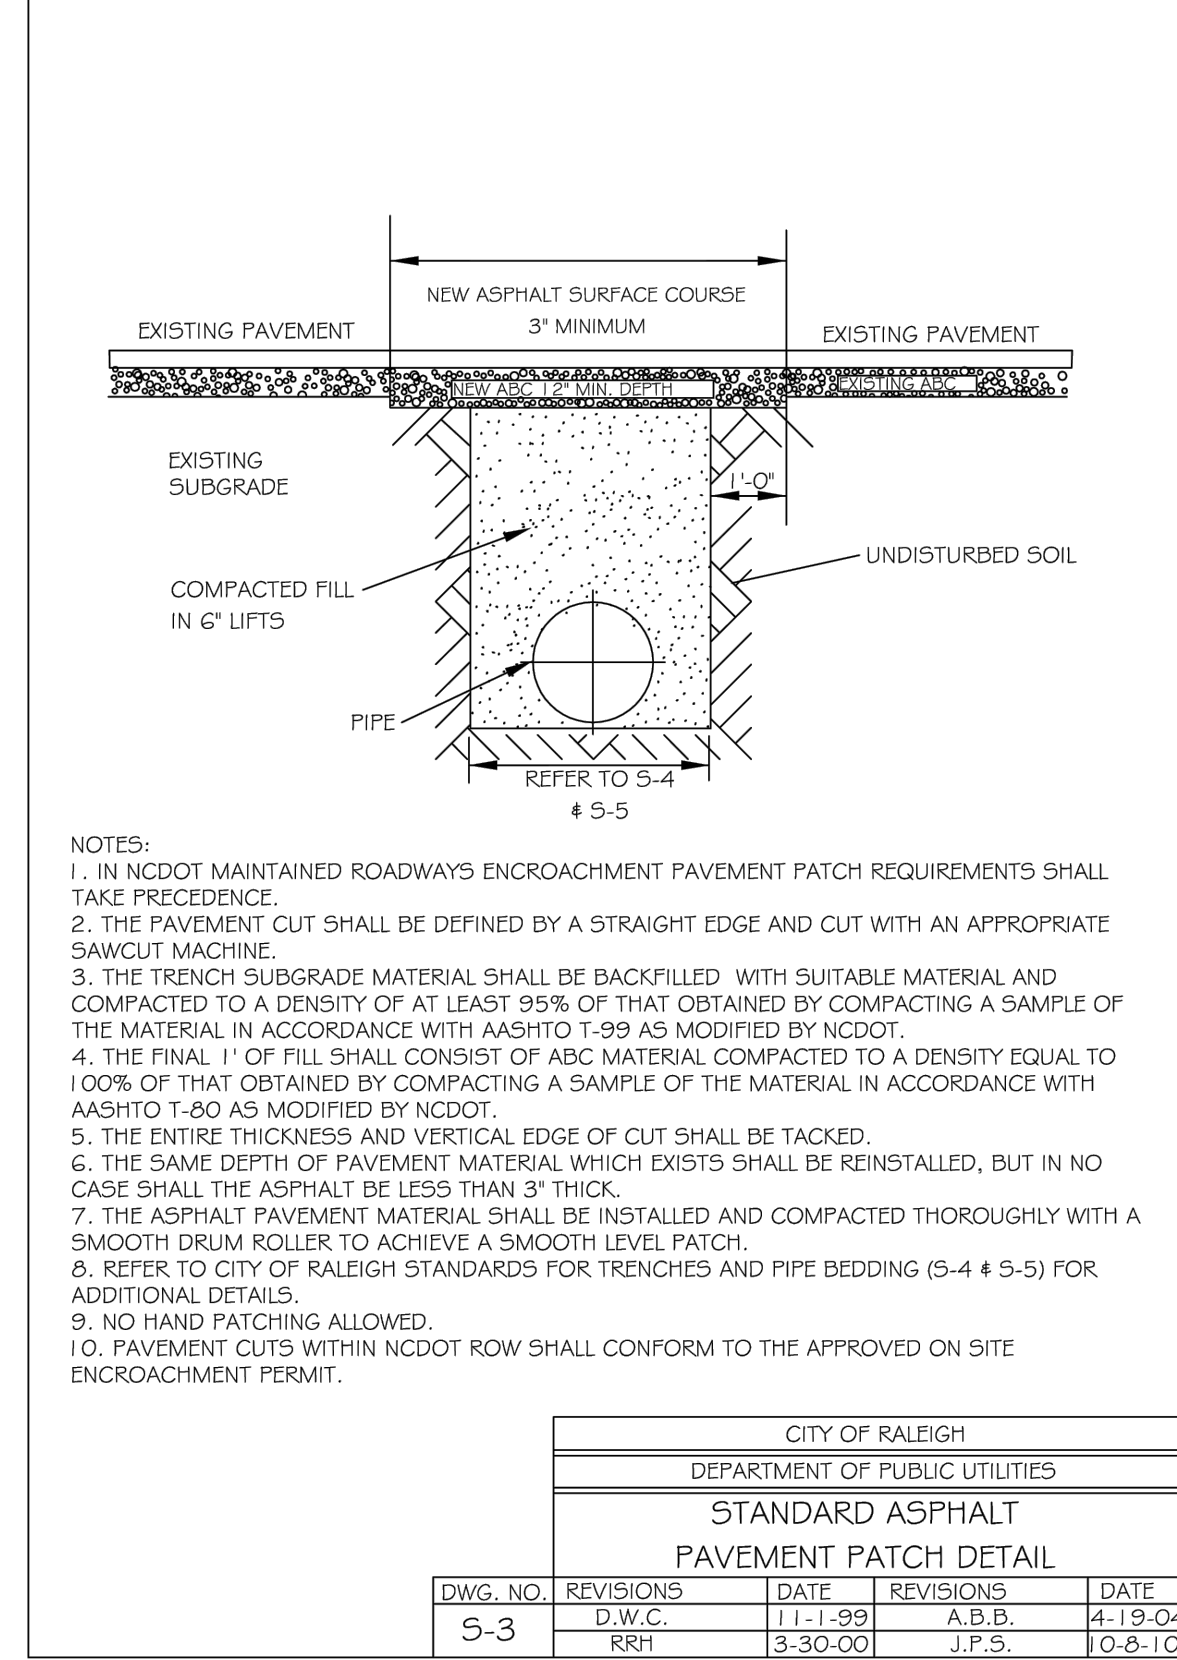 NEW ASPHALT SURFACE COURSE
3" MINIMUM
EXISTING PAVEMENT
EXISTING PAVEMENT
NEW ABC 12" MIN. DEPTH
EXISTING ABC
EXISTING
SUBGRADE
1'-0"
UNDISTURBED SOIL
COMPACTED FILL
IN 6" LIFTS
PIPE
REFER TO S-4
& S-5
NOTES:
1. IN NCDOT MAINTAINED ROADWAYS ENCROACHMENT PAVEMENT PATCH REQUIREMENTS SHALL
TAKE PRECEDENCE.
2. THE PAVEMENT CUT SHALL BE DEFINED BY A STRAIGHT EDGE AND CUT WITH AN APPROPRIATE
SAWCUT MACHINE.
3. THE TRENCH SUBGRADE MATERIAL SHALL BE BACKFILLED WITH SUITABLE MATERIAL AND
COMPACTED TO A DENSITY OF AT LEAST 95% OF THAT OBTAINED BY COMPACTING A SAMPLE OF
THE MATERIAL IN ACCORDANCE WITH AASHTO T-99 AS MODIFIED BY NCDOT.
4. THE FINAL 1' OF FILL SHALL CONSIST OF ABC MATERIAL COMPACTED TO A DENSITY EQUAL TO
100% OF THAT OBTAINED BY COMPACTING A SAMPLE OF THE MATERIAL IN ACCORDANCE WITH
AASHTO T-80 AS MODIFIED BY NCDOT.
5. THE ENTIRE THICKNESS AND VERTICAL EDGE OF CUT SHALL BE TACKED.
6. THE SAME DEPTH OF PAVEMENT MATERIAL WHICH EXISTS SHALL BE REINSTALLED, BUT IN NO
CASE SHALL THE ASPHALT BE LESS THAN 3" THICK.
7. THE ASPHALT PAVEMENT MATERIAL SHALL BE INSTALLED AND COMPACTED THOROUGHLY WITH A
SMOOTH DRUM ROLLER TO ACHIEVE A SMOOTH LEVEL PATCH.
8. REFER TO CITY OF RALEIGH STANDARDS FOR TRENCHES AND PIPE BEDDING (S-4 & S-5) FOR
ADDITIONAL DETAILS.
9. NO HAND PATCHING ALLOWED.
10. PAVEMENT CUTS WITHIN NCDOT ROW SHALL CONFORM TO THE APPROVED ON SITE
ENCROACHMENT PERMIT.
CITY OF RALEIGH
DEPARTMENT OF PUBLIC UTILITIES
STANDARD ASPHALT
PAVEMENT PATCH DETAIL
DWG. NO. REVISIONS DATE REVISIONS DATE
S-3
D.W.C. 11-1-99 A.B.B. 4-19-04
RRH 3-30-00 J.P.S. 10-8-10